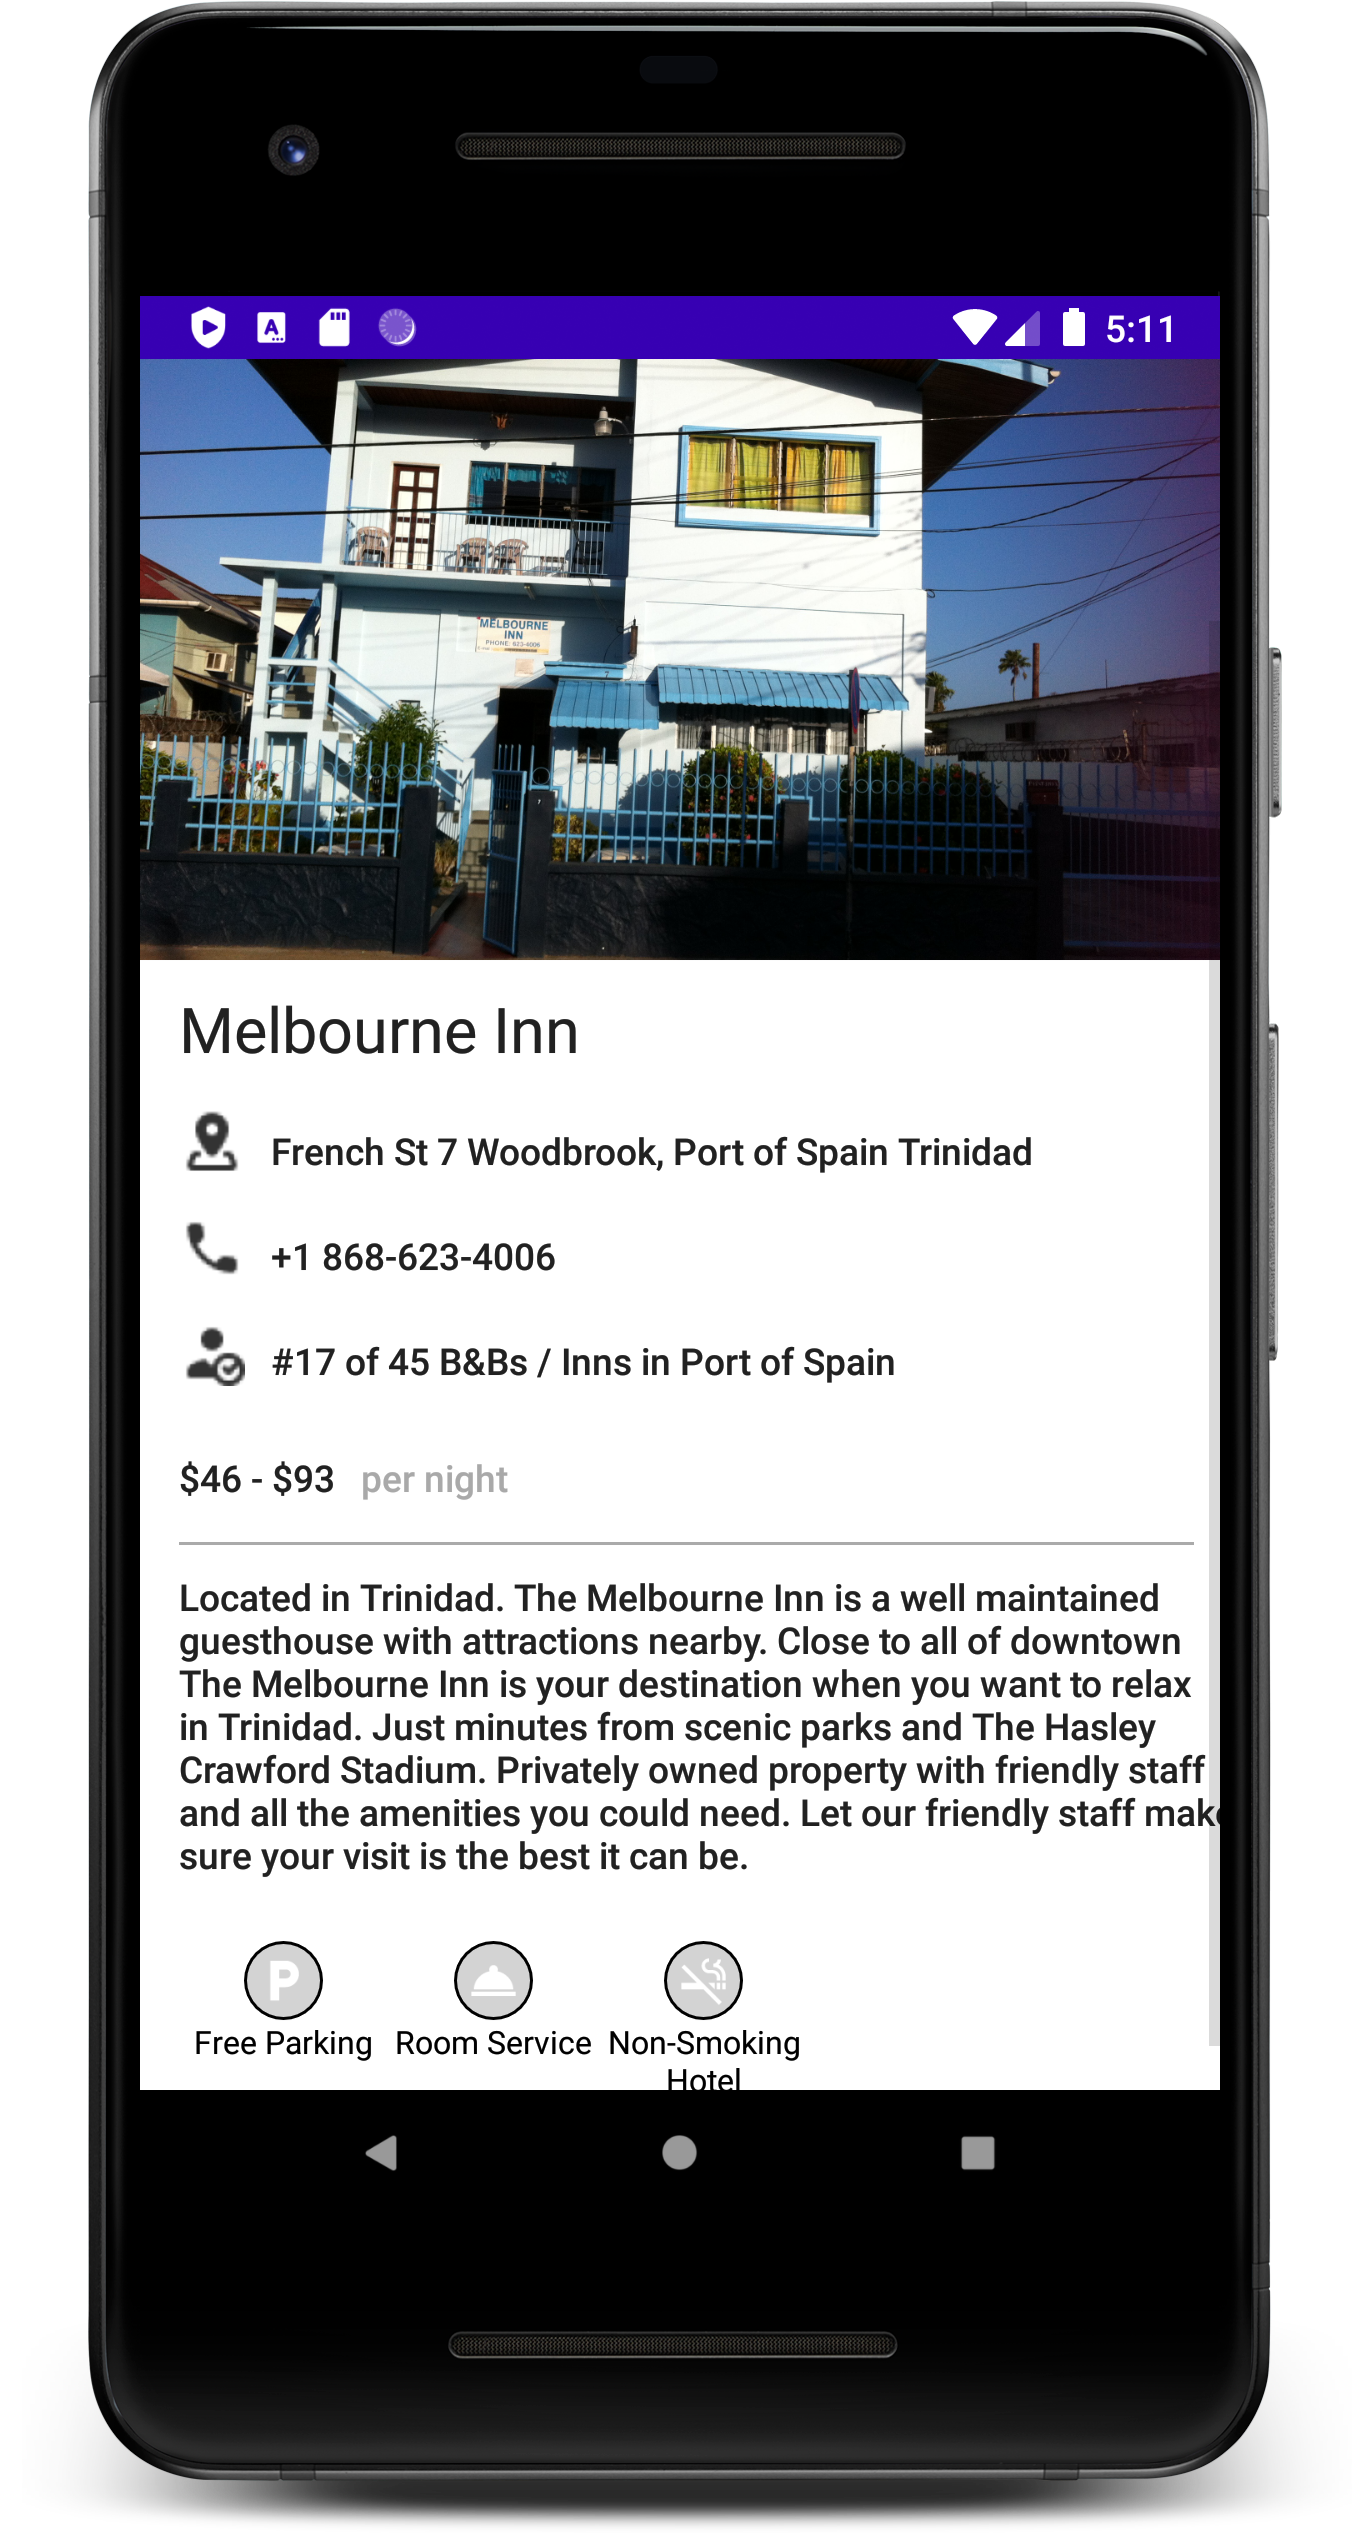 5:11
MELBOURNE
INN
PHONE: 623-4006
Melbourne Inn
French St 7 Woodbrook, Port of Spain Trinidad
+1 868-623-4006
#17 of 45 B&Bs / Inns in Port of Spain
$46 - $93 per night
Located in Trinidad. The Melbourne Inn is a well maintained
guesthouse with attractions nearby. Close to all of downtown
The Melbourne Inn is your destination when you want to relax
in Trinidad. Just minutes from scenic parks and The Hasley
Crawford Stadium. Privately owned property with friendly staff
and all the amenities you could need. Let our friendly staff make
sure your visit is the best it can be.
P
Free Parking Room Service Non-Smoking
Hotel